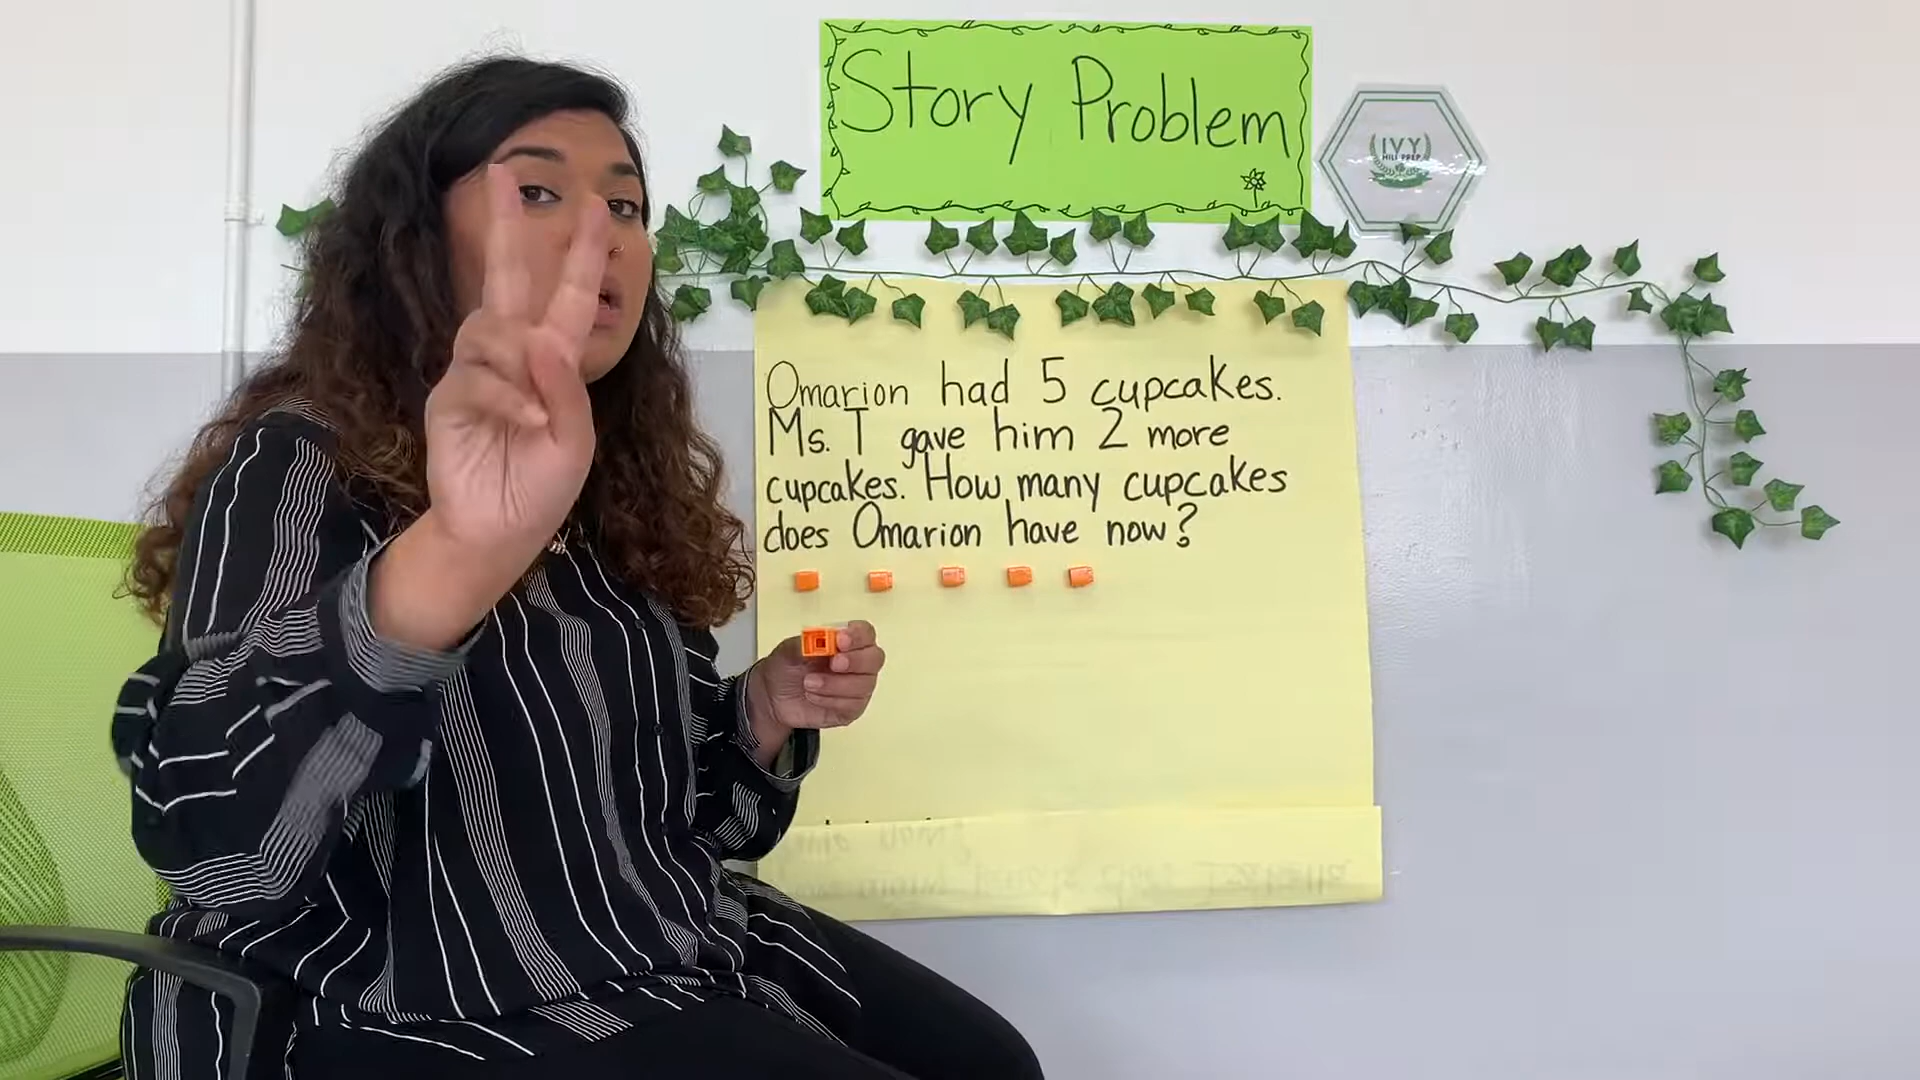 Story Problem
IVY
HILL PREP
Omarion had 5 cupcakes.
Ms. T gave him 2 more
cupcakes. How many cupcakes
does Omarion have now?